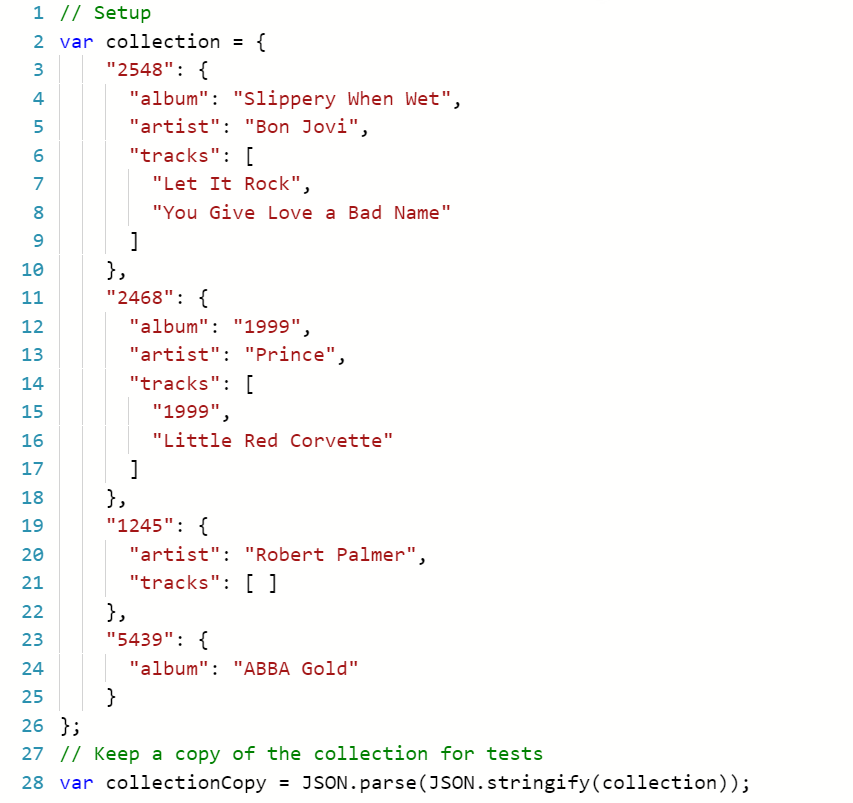 1 // Setup
2 var collection = {
3     "2548": {
4       "album": "Slippery When Wet",
5       "artist": "Bon Jovi",
6       "tracks": [
7         "Let It Rock",
8         "You Give Love a Bad Name"
9       ]
10     },
11     "2468": {
12       "album": "1999",
13       "artist": "Prince",
14       "tracks": [
15         "1999",
16         "Little Red Corvette"
17       ]
18     },
19     "1245": {
20       "artist": "Robert Palmer",
21       "tracks": [ ]
22     },
23     "5439": {
24       "album": "ABBA Gold"
25     }
26 };
27 // Keep a copy of the collection for tests
28 var collectionCopy = JSON.parse(JSON.stringify(collection));